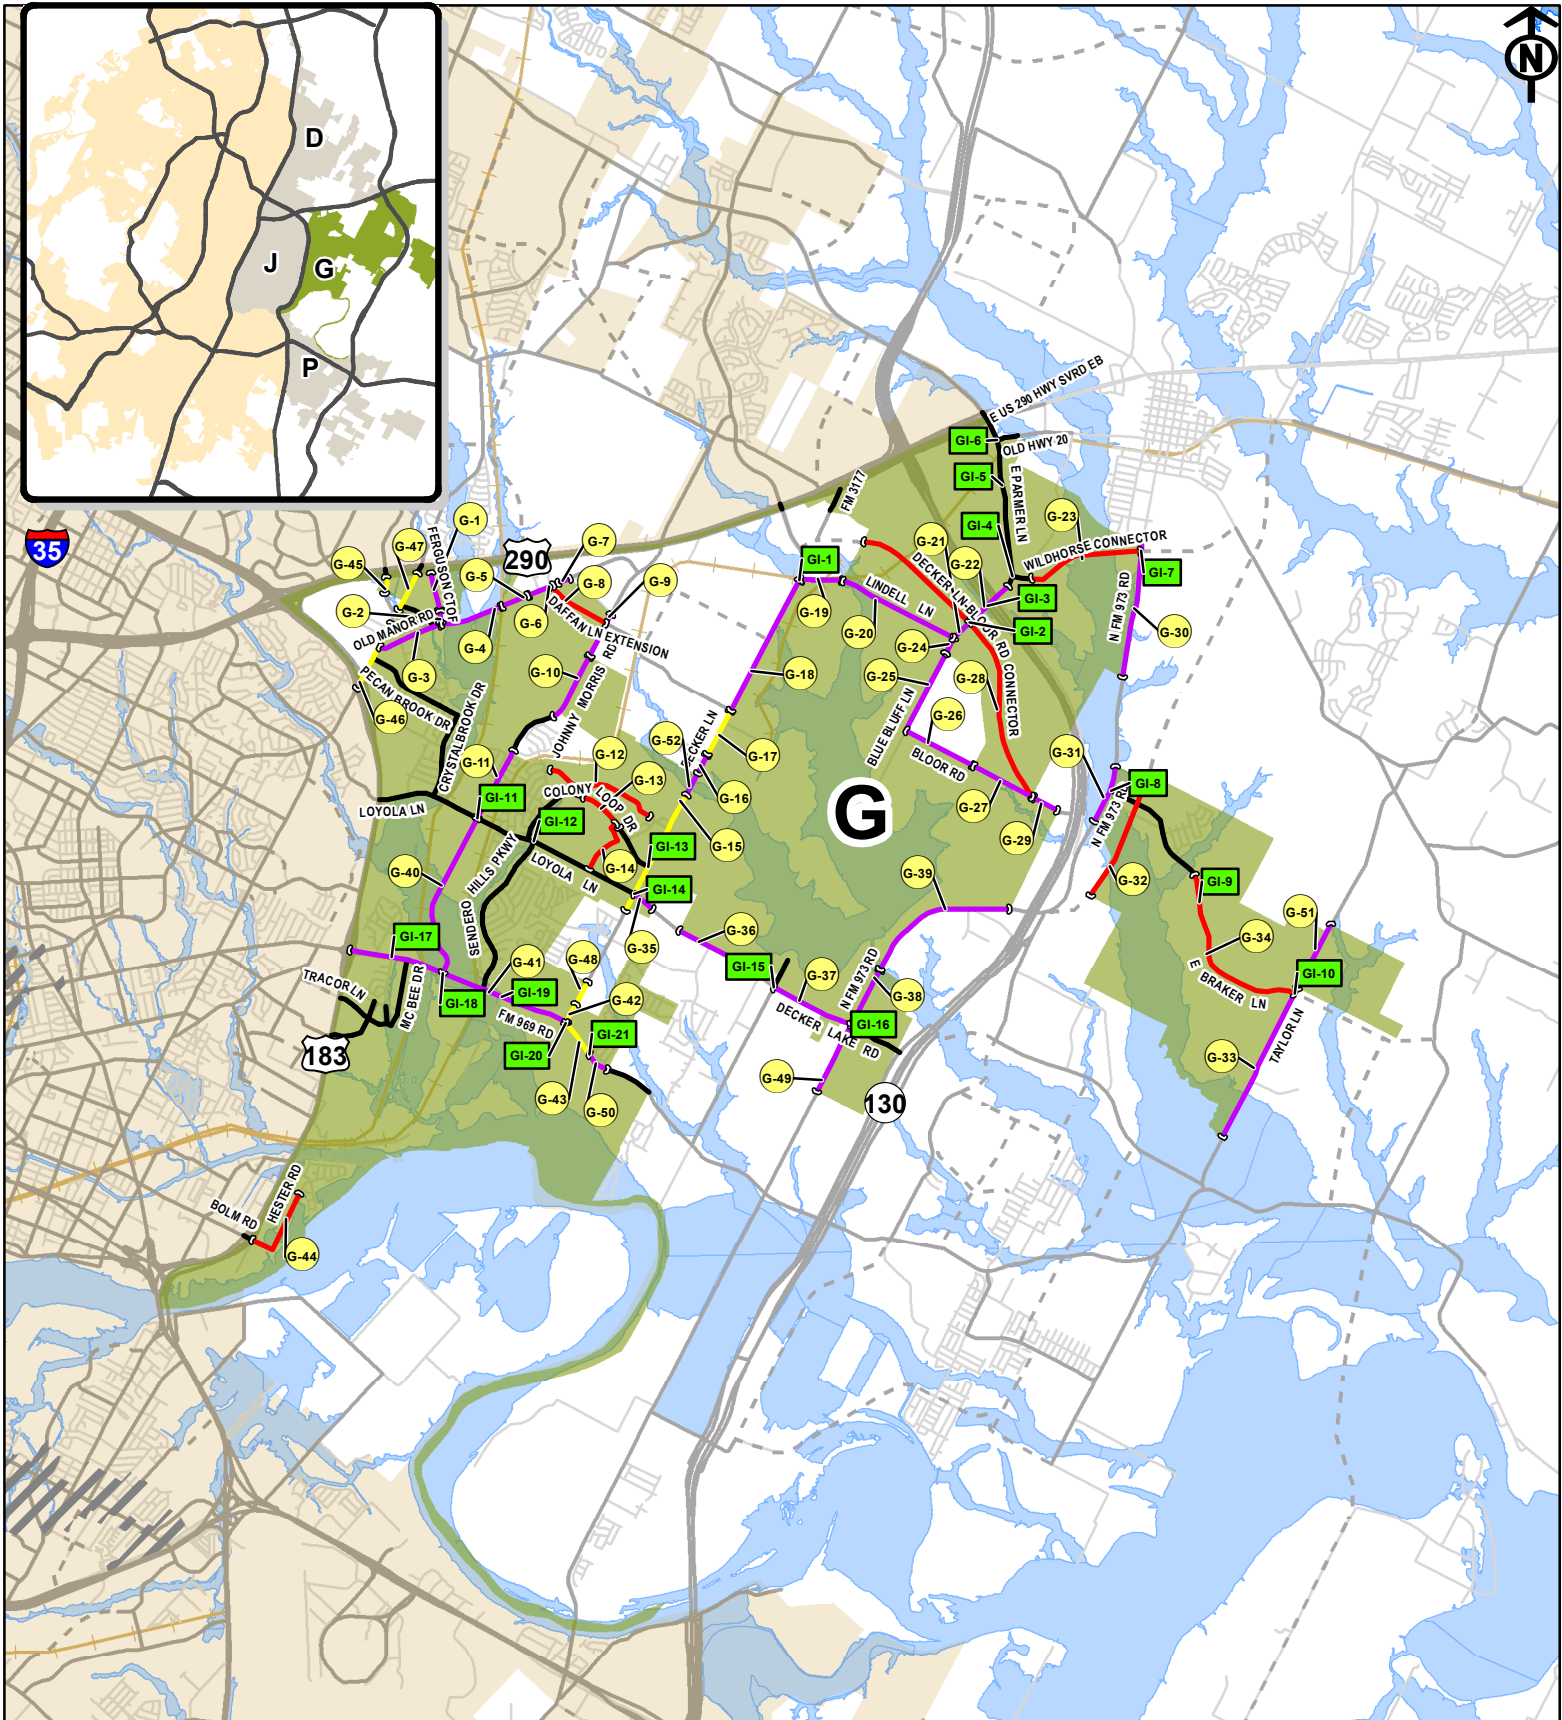 D
J
G
P
N
35
290
183
130
G
E US 290 HWY SVRD EB
OLD HWY 20
E PARMER LN
FM 3177
WILDHORSE CONNECTOR
N FM 973 RD
DECKER LN-BLOOR RD CONNECTOR
LINDELL LN
BLUE BLUFF LN
BLOOR RD
FERGUSON CTOF
OLD MANOR RD
PECAN BROOK DR
CRYSTALBROOK DR
DAFFAN LN EXTENSION
JOHNNY MORRIS RD
DECKER LN
COLONY LOOP DR
LOYOLA LN
LOYOLA LN
SENDERO HILLS PKWY
TRACOR LN
MC BEE DR
FM 969 RD
DECKER LAKE RD
N FM 973 RD
N FM 973 RD
E BRAKER LN
TAYLOR LN
BOLM RD
HESTER RD
GI-6
GI-5
GI-4
GI-1
GI-7
GI-3
GI-2
GI-8
GI-11
GI-12
GI-13
GI-14
GI-9
GI-17
GI-15
GI-10
GI-18
GI-19
GI-16
GI-20
GI-21
G-1
G-47
G-45
G-2
G-5
G-7
G-8
G-9
G-6
G-4
G-3
G-46
G-10
G-11
G-12
G-13
G-14
G-52
G-15
G-16
G-17
G-18
G-19
G-20
G-21
G-22
G-23
G-24
G-25
G-26
G-27
G-28
G-29
G-30
G-31
G-32
G-33
G-34
G-51
G-35
G-36
G-37
G-38
G-39
G-49
G-40
G-41
G-48
G-42
G-43
G-50
G-44